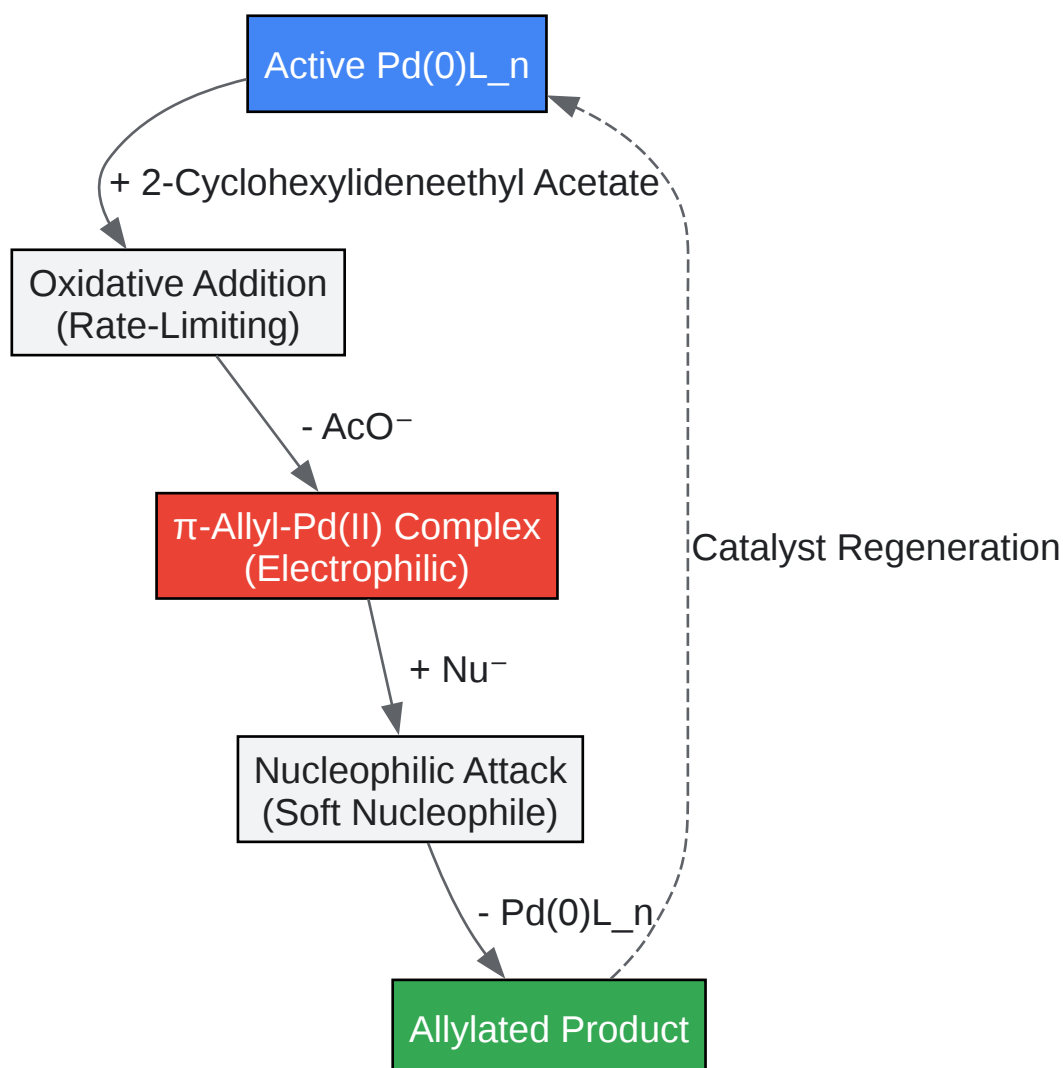 Active Pd(0)L_n
+ 2-Cyclohexylideneethyl Acetate
Oxidative Addition
(Rate-Limiting)
- AcO⁻
π-Allyl-Pd(II) Complex
(Electrophilic)
Catalyst Regeneration
+ Nu⁻
Nucleophilic Attack
(Soft Nucleophile)
- Pd(0)L_n
Allylated Product